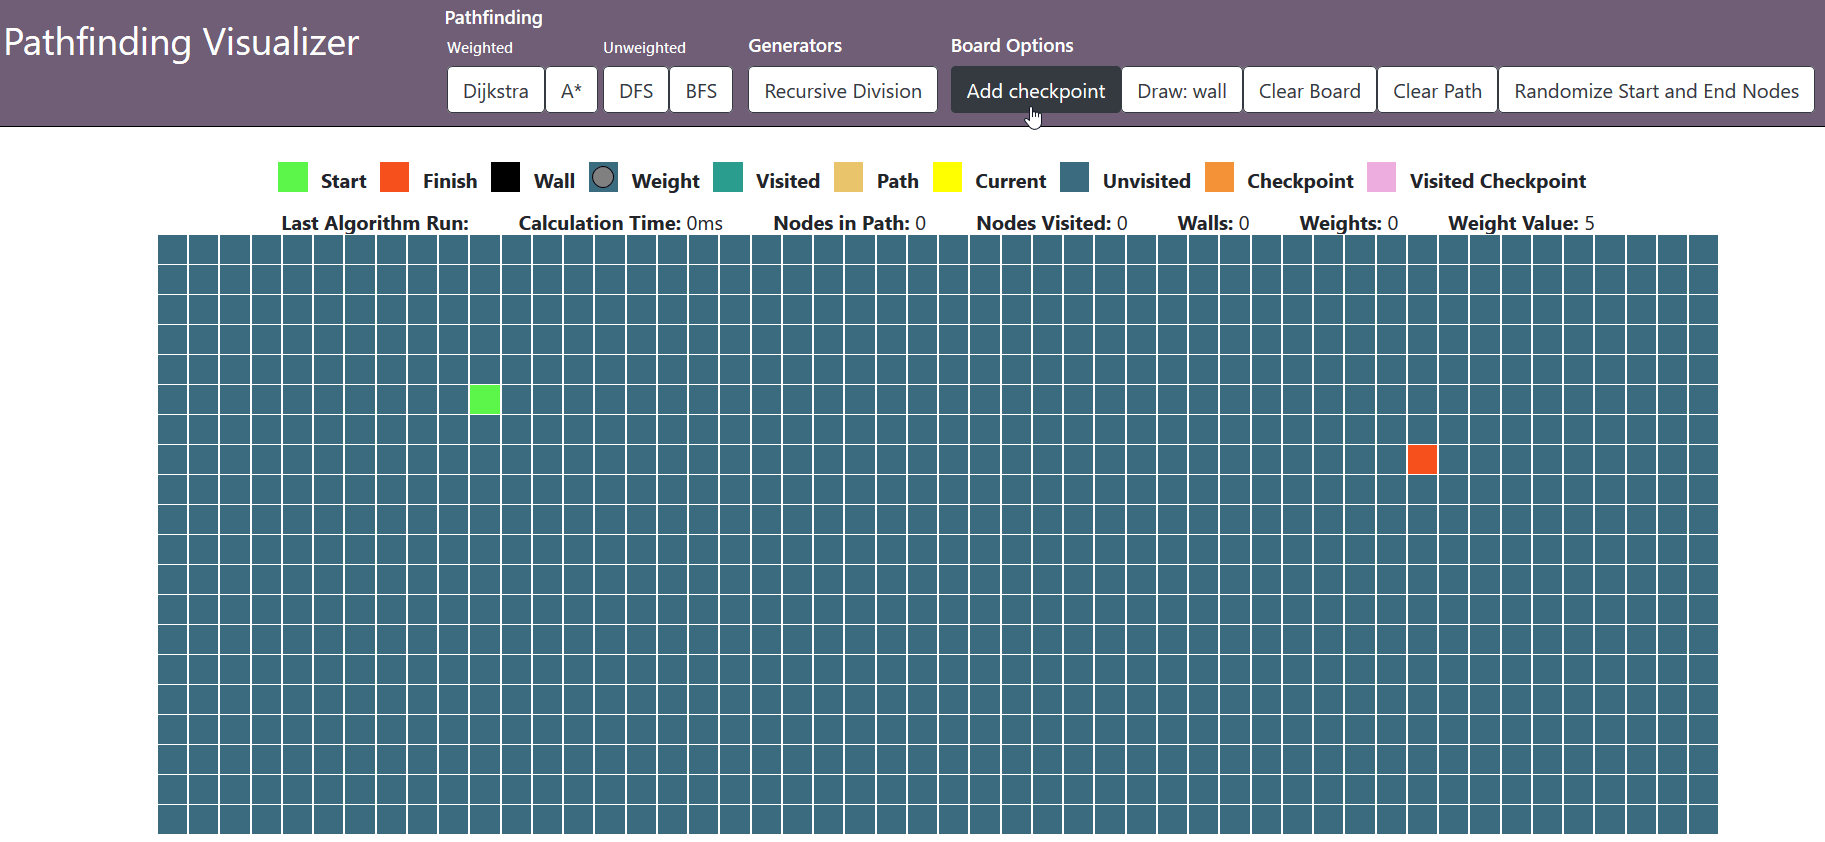 Pathfinding Visualizer
Pathfinding
Weighted
Unweighted
Generators
Board Options
Dijkstra
A*
DFS
BFS
Recursive Division
Add checkpoint
Draw: wall
Clear Board
Clear Path
Randomize Start and End Nodes
Start
Finish
Wall
Weight
Visited
Path
Current
Unvisited
Checkpoint
Visited Checkpoint
Last Algorithm Run:
Calculation Time: 0ms
Nodes in Path: 0
Nodes Visited: 0
Walls: 0
Weights: 0
Weight Value: 5